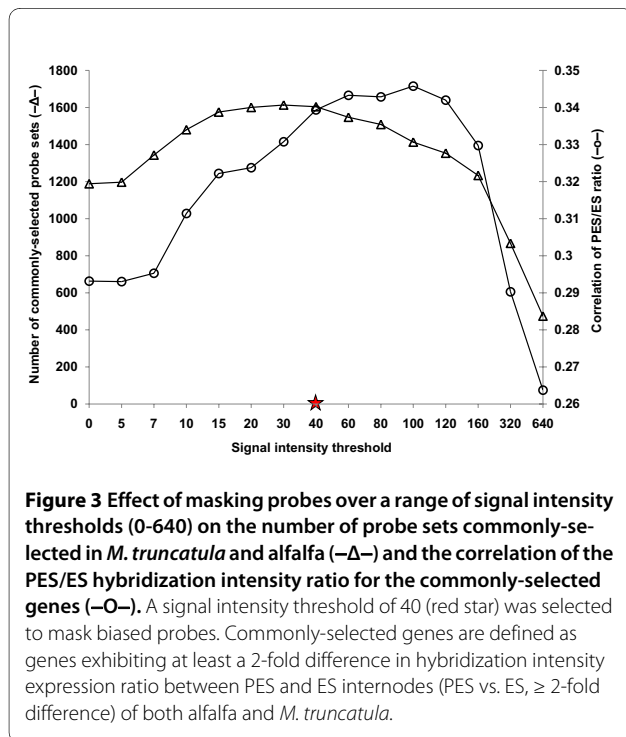 Number of commonly-selected probe sets (–Δ–)
1800
1600
1400
1200
1000
800
600
400
200
0
0.35
0.34
0.33
0.32
0.31
0.3
0.29
0.28
0.27
0.26
Correlation of PES/ES ratio (–o–)
0 5 7 10 15 20 30 40 60 80 100 120 160 320 640
Signal intensity threshold
Figure 3 Effect of masking probes over a range of signal intensity
thresholds (0-640) on the number of probe sets commonly-se-
lected in M. truncatula and alfalfa (–Δ–) and the correlation of the
PES/ES hybridization intensity ratio for the commonly-selected
genes (–O–). A signal intensity threshold of 40 (red star) was selected
to mask biased probes. Commonly-selected genes are defined as
genes exhibiting at least a 2-fold difference in hybridization intensity
expression ratio between PES and ES internodes (PES vs. ES, ≥ 2-fold
difference) of both alfalfa and M. truncatula.